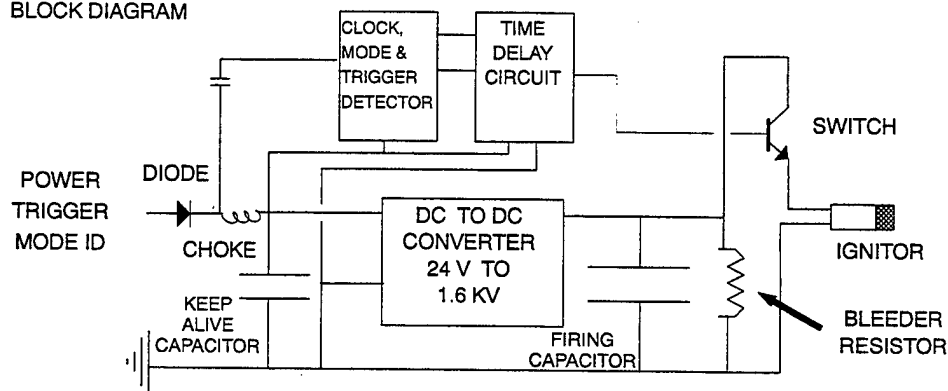 BLOCK DIAGRAM
CLOCK,
MODE &
TRIGGER
DETECTOR
TIME
DELAY
CIRCUIT
SWITCH
DIODE
POWER
TRIGGER
MODE ID
CHOKE
DC TO DC
CONVERTER
24 V TO
1.6 KV
IGNITOR
KEEP
ALIVE
CAPACITOR
FIRING
CAPACITOR
BLEEDER
RESISTOR